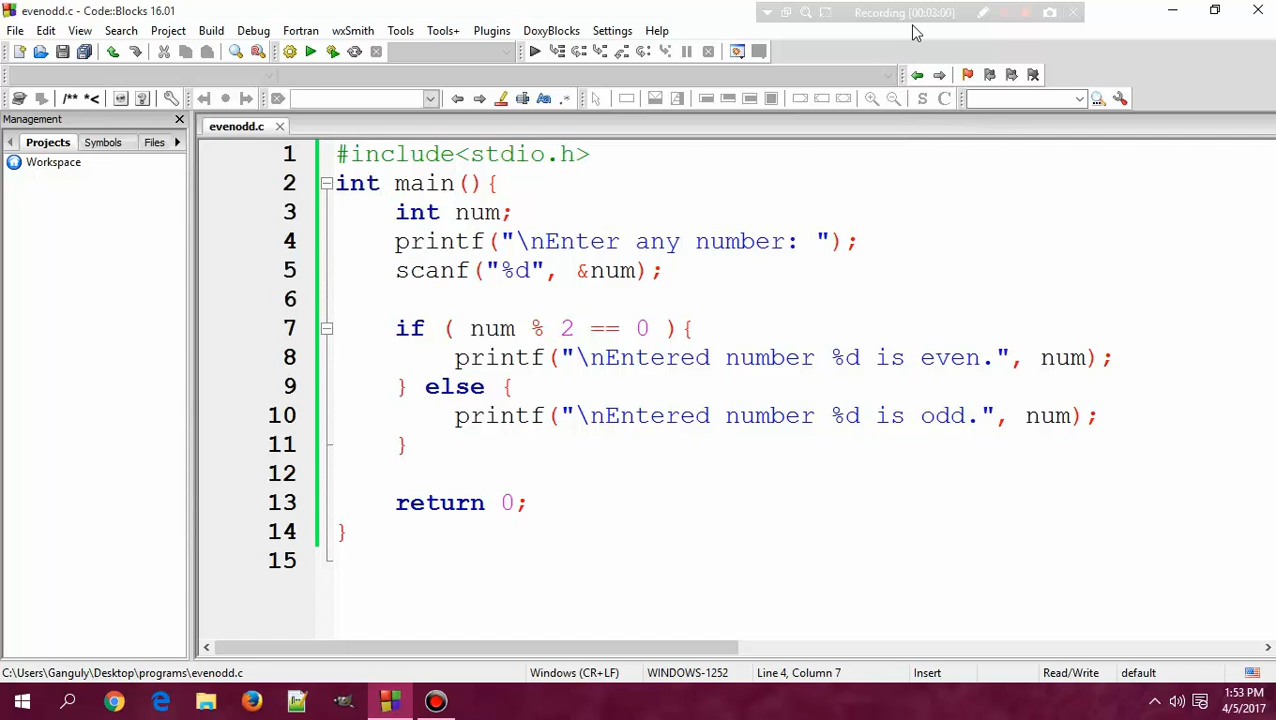 evenodd.c - Code::Blocks 16.01
Recording [00:03:00]
File Edit View Search Project Build Debug Fortran wxSmith Tools Tools+ Plugins DoxyBlocks Settings Help
/** *<
S C
Management
Projects Symbols Files
Workspace
evenodd.c
1 #include<stdio.h>
2 int main(){
3 int num;
4 printf("\nEnter any number: ");
5 scanf("%d", &num);
6
7 if ( num % 2 == 0 ){
8 printf("\nEntered number %d is even.", num);
9 } else {
10 printf("\nEntered number %d is odd.", num);
11 }
12
13 return 0;
14 }
15
C:\Users\Ganguly\Desktop\programs\evenodd.c Windows (CR+LF) WINDOWS-1252 Line 4, Column 7 Insert Read/Write default
1:53 PM
4/5/2017